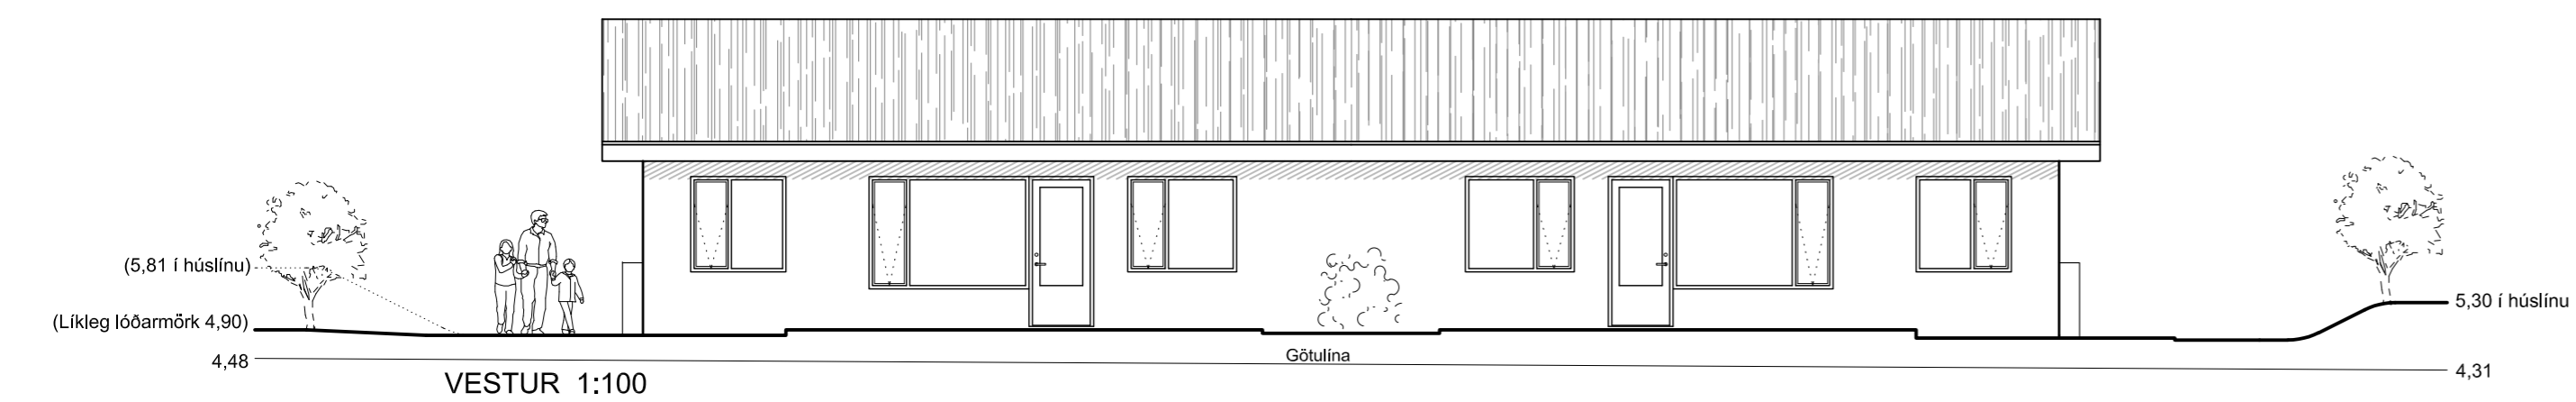 (5,81 í húslínu)
(Líkleg lóðarmörk 4,90)
5,30 í húslínu
4,48
Götulína
4,31
VESTUR 1:100